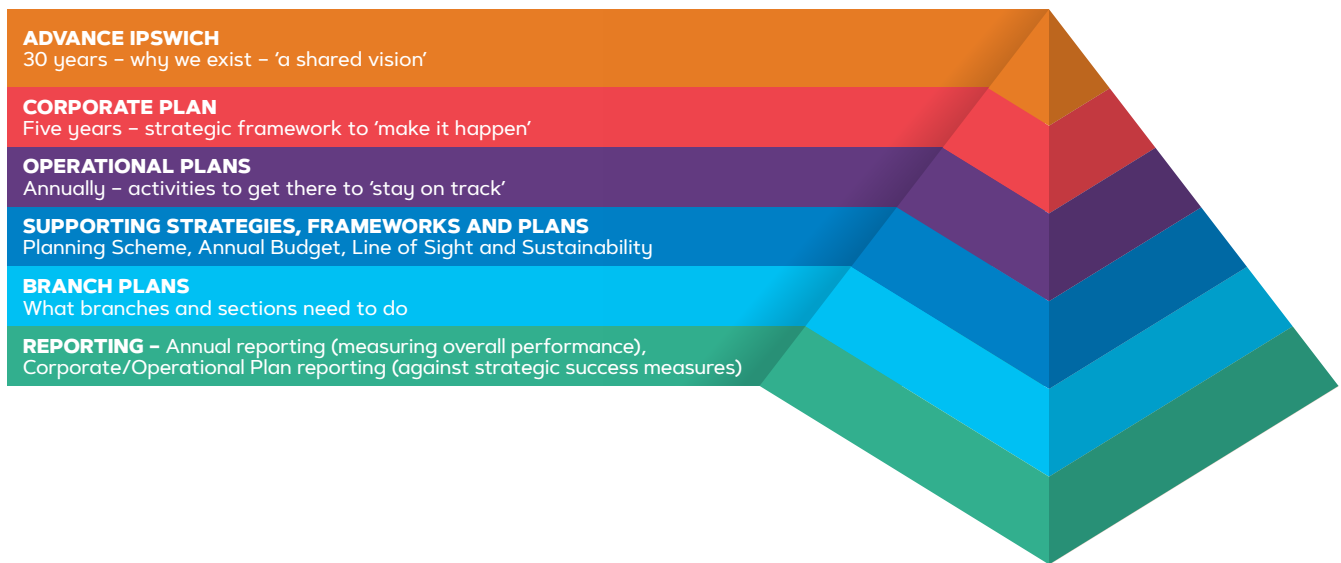 ADVANCE IPSWICH
30 years – why we exist – ‘a shared vision’
CORPORATE PLAN
Five years – strategic framework to ‘make it happen’
OPERATIONAL PLANS
Annually – activities to get there to ‘stay on track’
SUPPORTING STRATEGIES, FRAMEWORKS AND PLANS
Planning Scheme, Annual Budget, Line of Sight and Sustainability
BRANCH PLANS
What branches and sections need to do
REPORTING – Annual reporting (measuring overall performance),
Corporate/Operational Plan reporting (against strategic success measures)